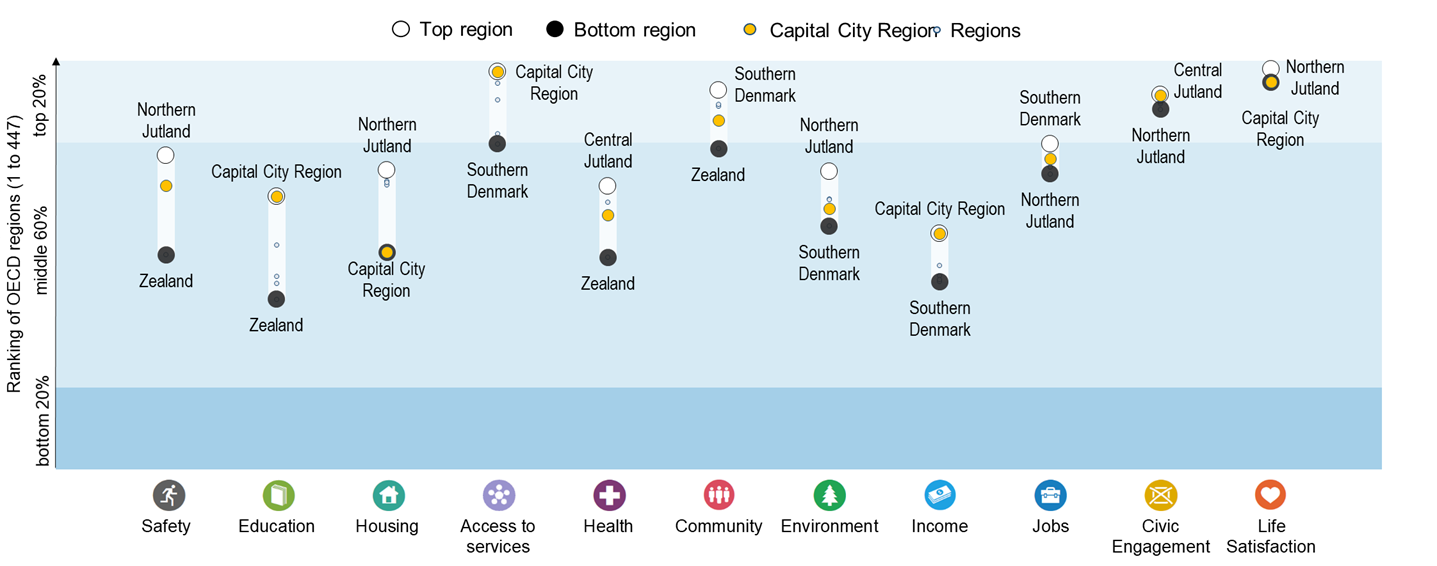 Top region
Bottom region
Capital City Region
Regions
Ranking of OECD regions (1 to 447)
top 20%
middle 60%
bottom 20%
Northern
Jutland
Zealand
Capital City Region
Zealand
Northern
Jutland
Capital City
Region
Capital City
Region
Southern
Denmark
Central
Jutland
Zealand
Southern
Denmark
Zealand
Northern
Jutland
Southern
Denmark
Capital City Region
Southern
Denmark
Southern
Denmark
Northern
Jutland
Central
Jutland
Northern
Jutland
Northern
Jutland
Capital City
Region
Safety
Education
Housing
Access to
services
Health
Community
Environment
Income
Jobs
Civic
Engagement
Life
Satisfaction